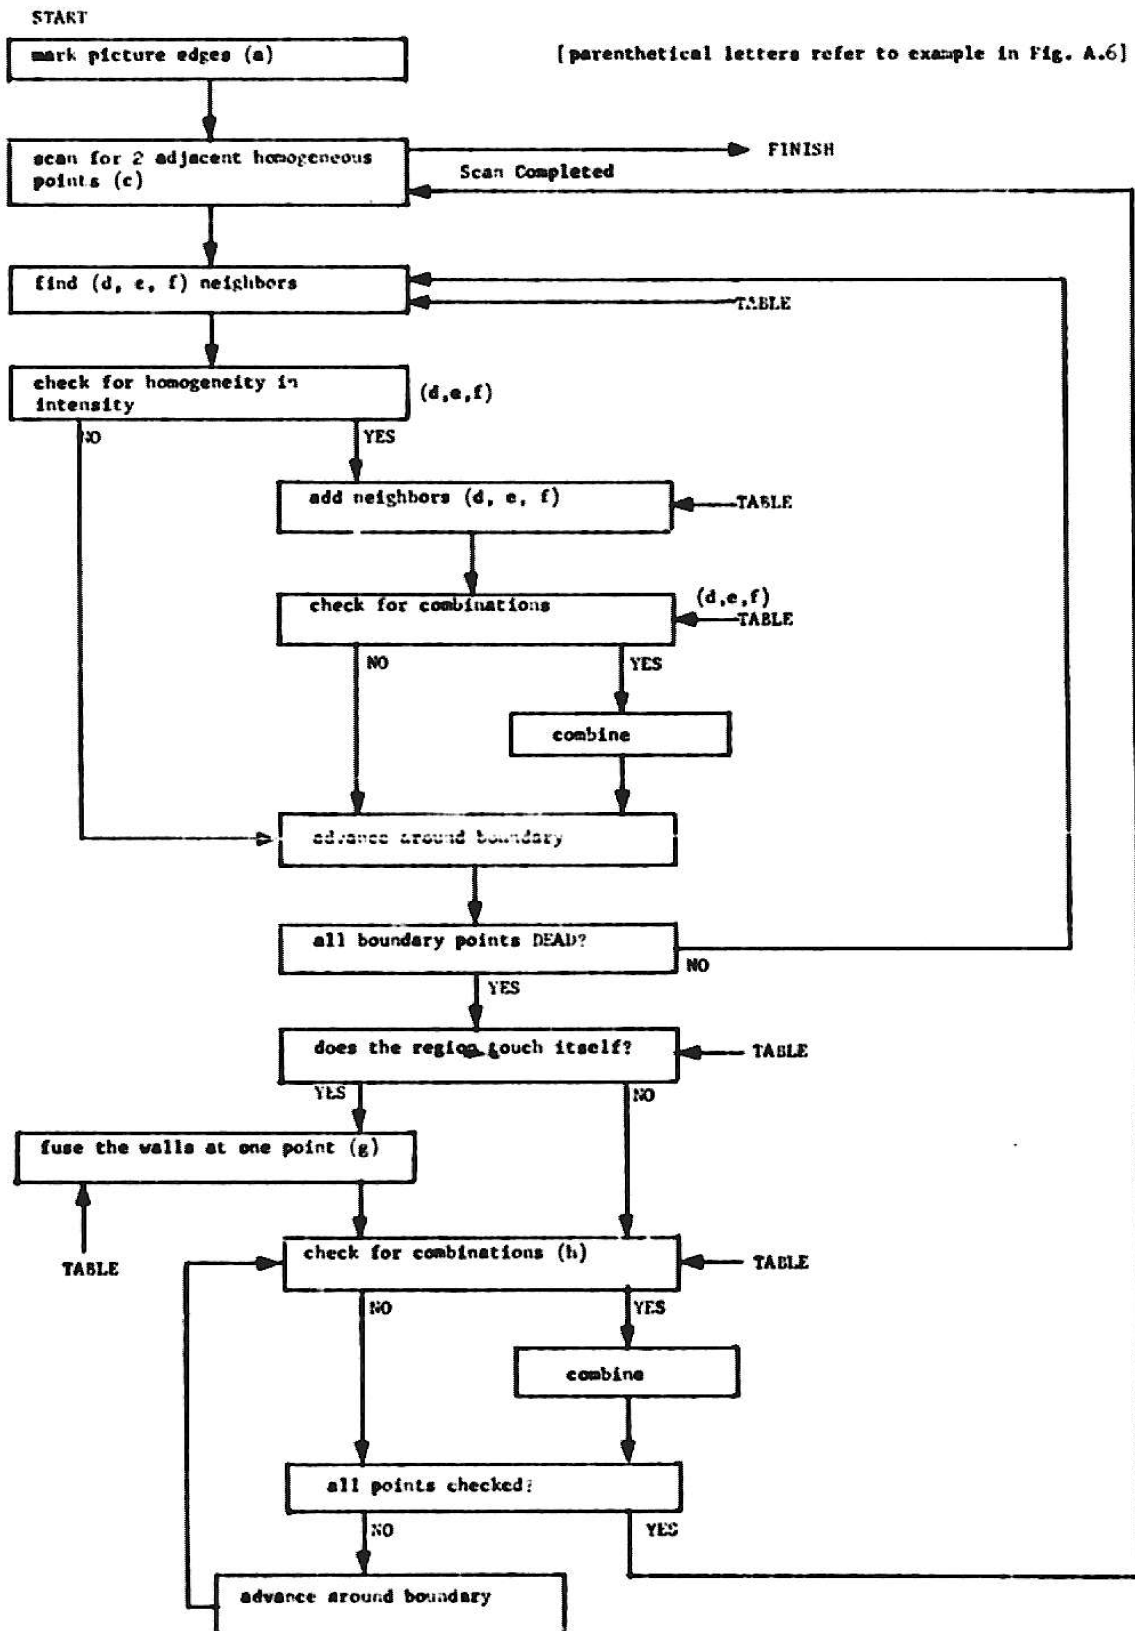 START
mark picture edges (a)
[parenthetical letters refer to example in Fig. A.6]
scan for 2 adjacent homogeneous
points (c)
FINISH
Scan Completed
find (d, e, f) neighbors
TABLE
check for homogeneity in
intensity
(d,e,f)
NO
YES
add neighbors (d, e, f)
TABLE
check for combinations
(d,e,f)
TABLE
NO
YES
combine
advance around boundary
all boundary points DEAD?
NO
YES
does the region touch itself?
TABLE
YES
NO
fuse the walls at one point (g)
TABLE
check for combinations (h)
TABLE
NO
YES
combine
all points checked?
NO
YES
advance around boundary